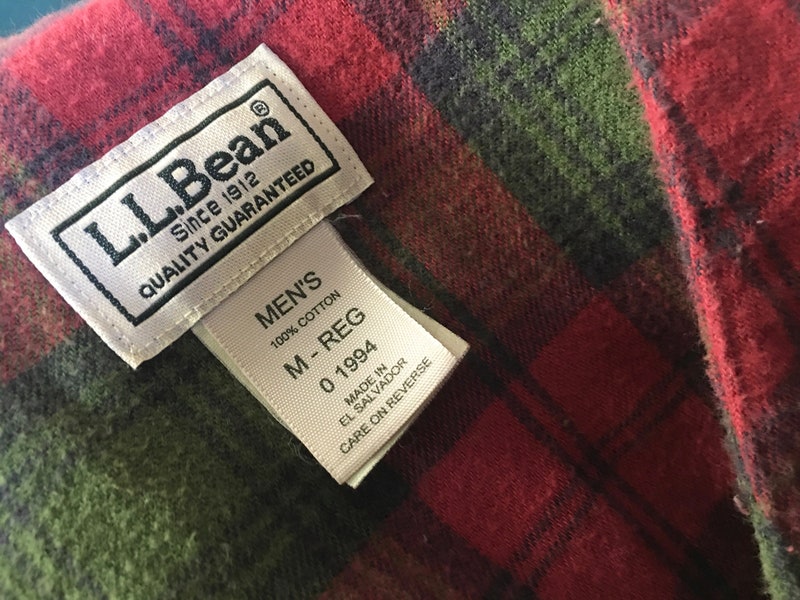 L.L.Bean®
Since 1912
QUALITY GUARANTEED
MEN'S
100% COTTON
M - REG
0 1994
MADE IN
EL SALVADOR
CARE ON REVERSE